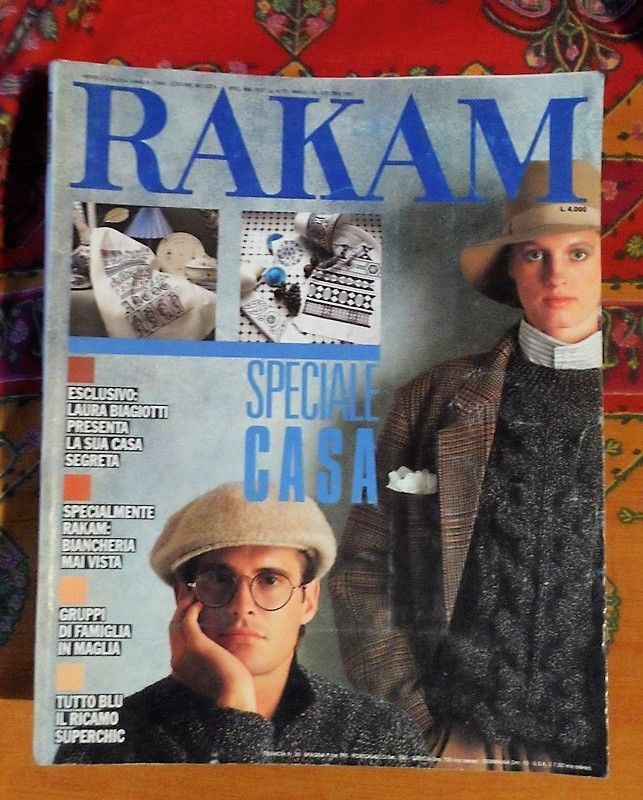 RAKAM
L. 4.000
SPECIALE
CASA
ESCLUSIVO:
LAURA BIAGIOTTI
PRESENTA
LA SUA CASA
SEGRETA
SPECIALMENTE
RAKAM:
BIANCHERIA
MAI VISTA
GRUPPI
DI FAMIGLIA
IN MAGLIA
TUTTO BLU
IL RICAMO
SUPERCHIC